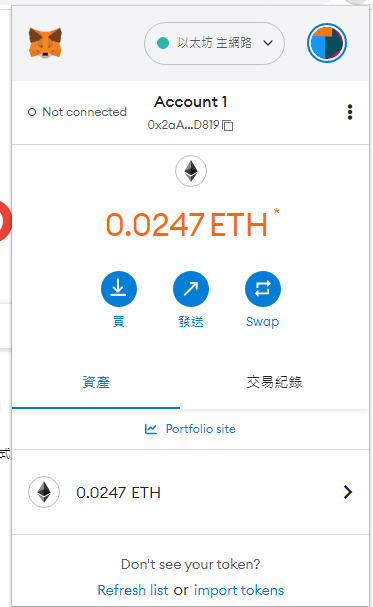 以太坊 主網路
Not connected
Account 1
0x2aA...D819
0.0247 ETH *
買
發送
Swap
資產
交易紀錄
Portfolio site
式
0.0247 ETH
Don't see your token?
Refresh list or import tokens